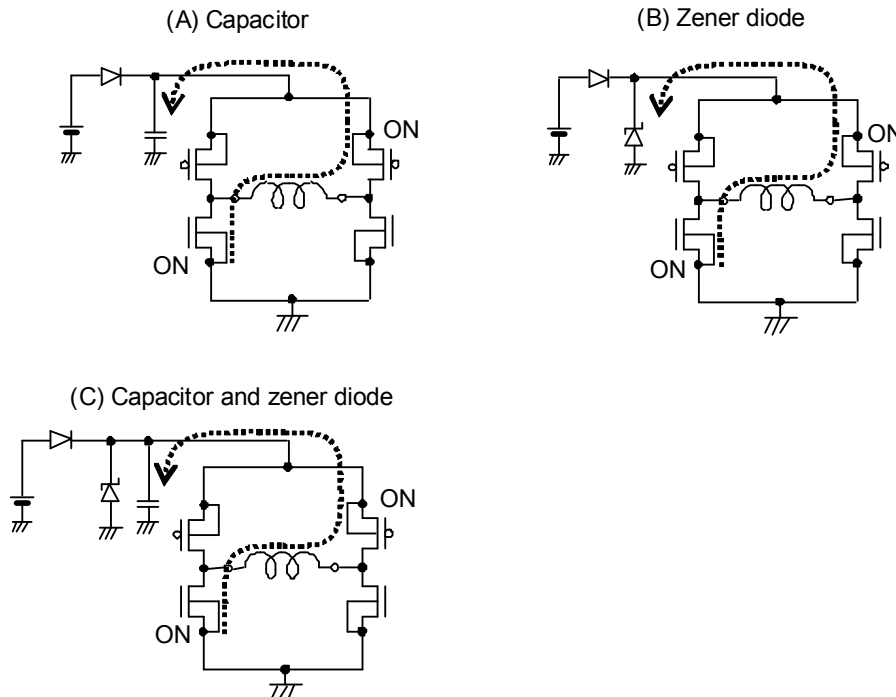 (A) Capacitor
(B) Zener diode
ON
ON
ON
ON
(C) Capacitor and zener diode
ON
ON